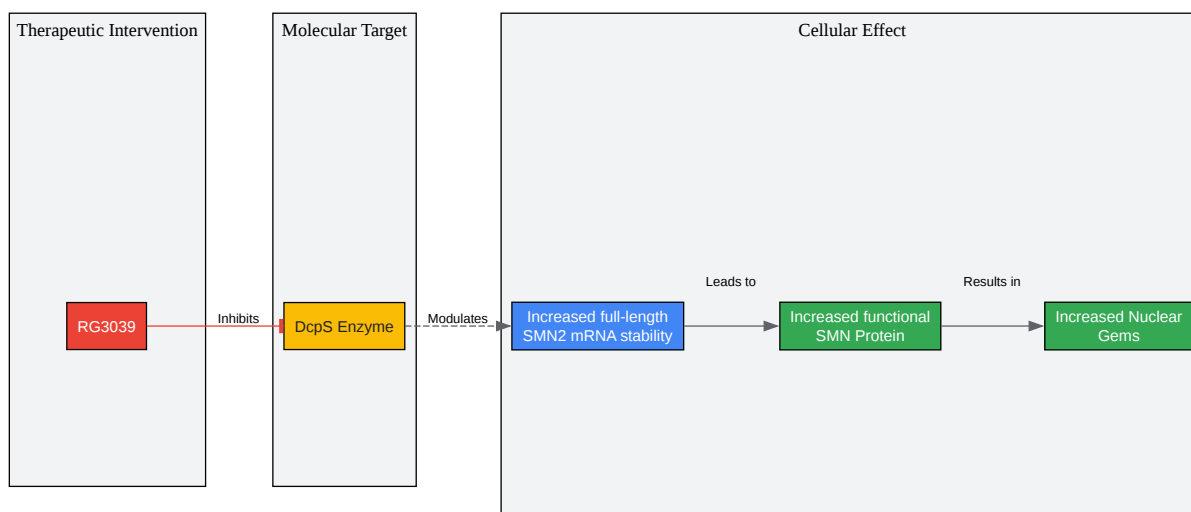 Therapeutic Intervention
Molecular Target
Cellular Effect
RG3039
Inhibits
DcpS Enzyme
Modulates
Increased full-length
SMN2 mRNA stability
Leads to
Increased functional
SMN Protein
Results in
Increased Nuclear
Gems